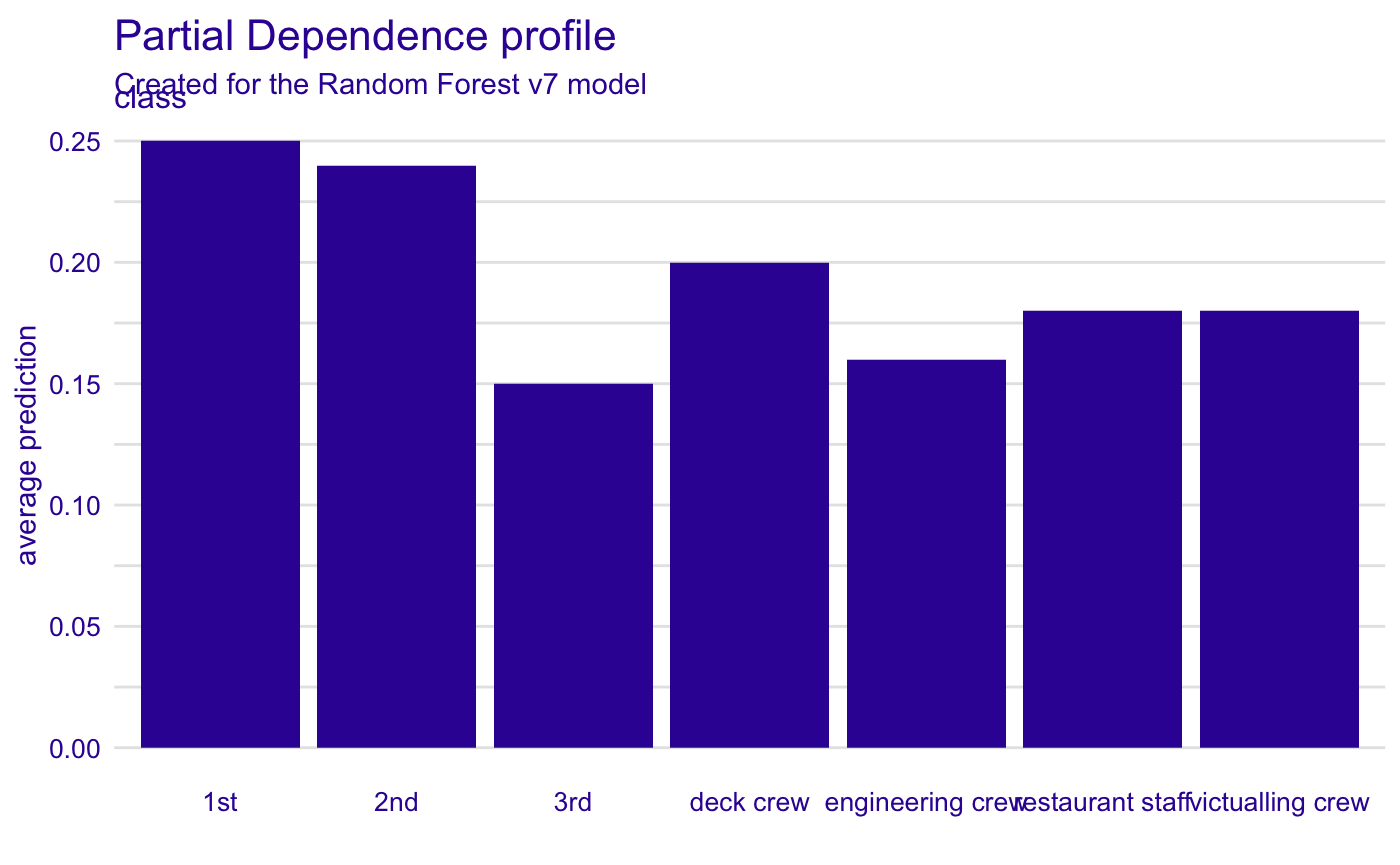 Partial Dependence profile
Created for the Random Forest v7 model
class
average prediction
0.25
0.20
0.15
0.10
0.05
0.00
1st 2nd 3rd deck crew engineering crew restaurant staff victualling crew